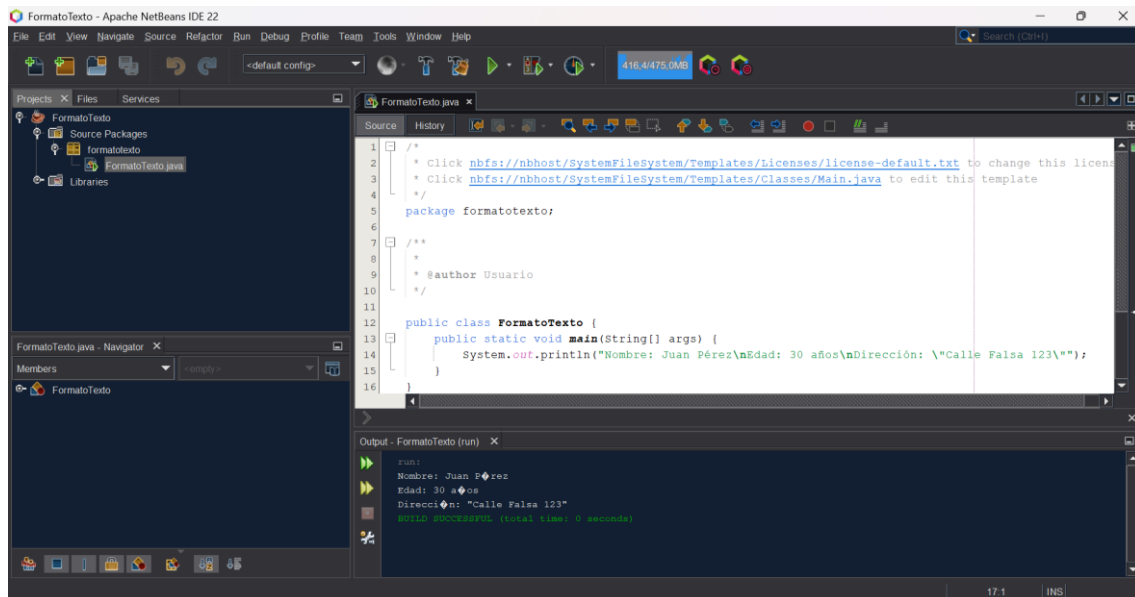 FormatoTexto - Apache NetBeans IDE 22
File Edit View Navigate Source Refactor Run Debug Profile Team Tools Window Help
Search (Ctrl+I)
<default config>
416,4/475,0MB
Projects Files Services
FormatoTexto
Source Packages
formatotexto
FormatoTexto.java
Libraries
FormatoTexto.java - Navigator
Members <empty>
FormatoTexto
FormatoTexto.java
Source History
1 /*
2 * Click nbfs://nbhost/SystemFileSystem/Templates/Licenses/license-default.txt to change this licens
3 * Click nbfs://nbhost/SystemFileSystem/Templates/Classes/Main.java to edit this template
4 */
5 package formatotexto;
6
7 /**
8 *
9 * @author Usuario
10 */
11
12 public class FormatoTexto {
13 public static void main(String[] args) {
14 System.out.println("Nombre: Juan Pérez\nEdad: 30 años\nDirección: \"Calle Falsa 123\"");
15 }
16 }
Output - FormatoTexto (run)
run:
Nombre: Juan P�rez
Edad: 30 a�os
Direcci�n: "Calle Falsa 123"
BUILD SUCCESSFUL (total time: 0 seconds)
17:1 INS